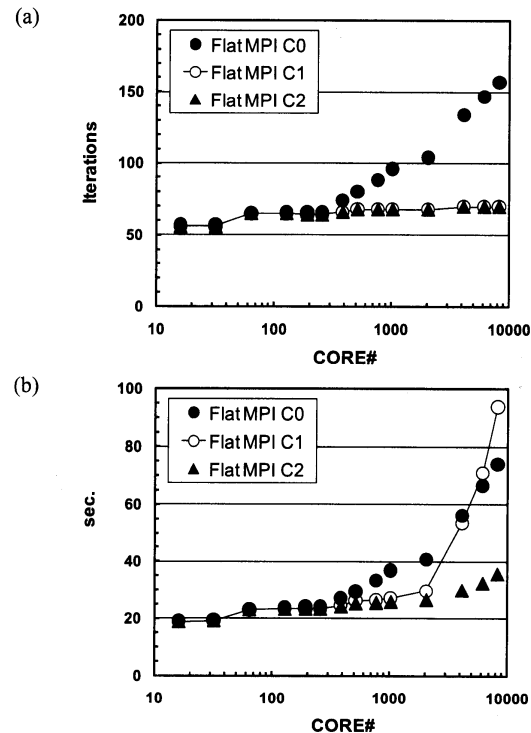 (a)
200
150
100
50
0
Iterations
Flat MPI C0
Flat MPI C1
Flat MPI C2
10 100 1000 10000
CORE#
(b)
100
80
60
40
20
0
sec.
Flat MPI C0
Flat MPI C1
Flat MPI C2
10 100 1000 10000
CORE#